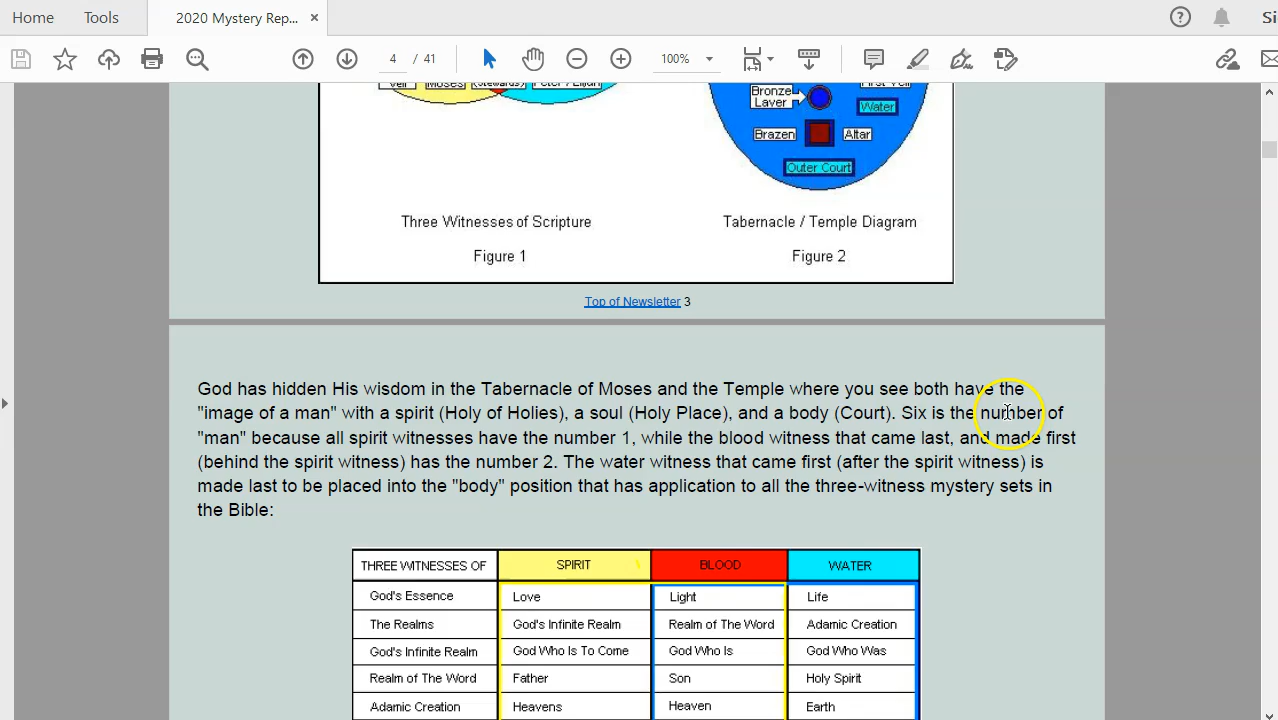 Home Tools 2020 Mystery Rep... × ? Si
4 / 41 100%
Moses (Stewards) Peter / Elijah
Bronze
Laver
First Veil
Water
Brazen Altar
Outer Court
Three Witnesses of Scripture Tabernacle / Temple Diagram
Figure 1 Figure 2
Top of Newsletter 3
God has hidden His wisdom in the Tabernacle of Moses and the Temple where you see both have the
"image of a man" with a spirit (Holy of Holies), a soul (Holy Place), and a body (Court). Six is the number of
"man" because all spirit witnesses have the number 1, while the blood witness that came last, and made first
(behind the spirit witness) has the number 2. The water witness that came first (after the spirit witness) is
made last to be placed into the "body" position that has application to all the three-witness mystery sets in
the Bible:
THREE WITNESSES OF SPIRIT BLOOD WATER
God's Essence Love Light Life
The Realms God's Infinite Realm Realm of The Word Adamic Creation
God's Infinite Realm God Who Is To Come God Who Is God Who Was
Realm of The Word Father Son Holy Spirit
Adamic Creation Heavens Heaven Earth